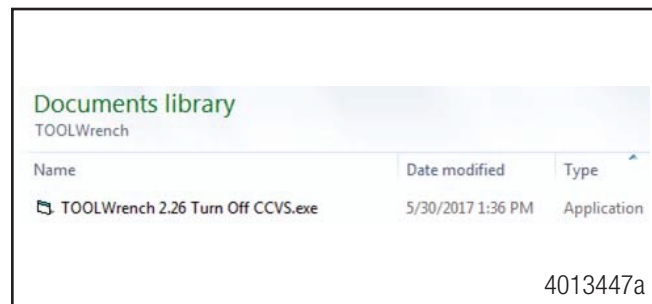 Documents library
TOOLWrench
Name Date modified Type
TOOLWrench 2.26 Turn Off CCVS.exe 5/30/2017 1:36 PM Application
4013447a